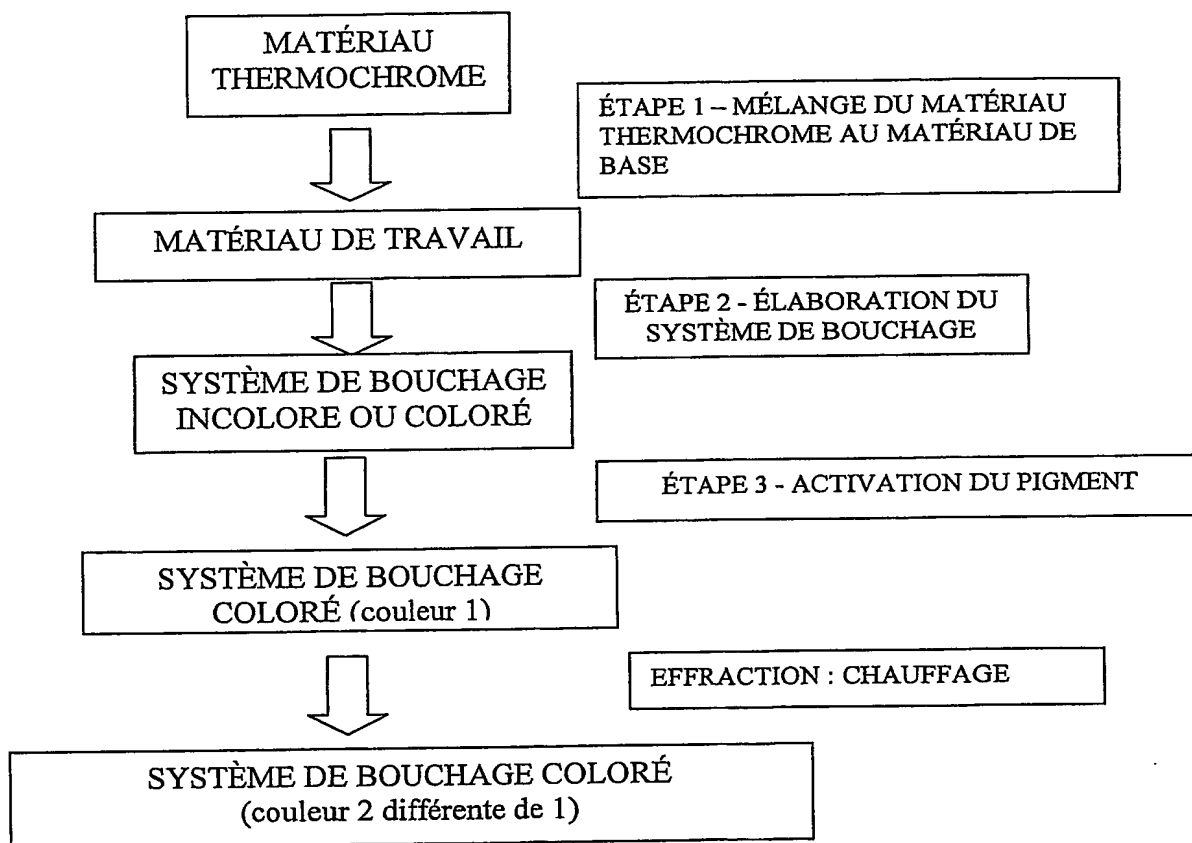 MATÉRIAU
THERMOCHROME
ÉTAPE 1 – MÉLANGE DU MATÉRIAU
THERMOCHROME AU MATÉRIAU DE
BASE
MATÉRIAU DE TRAVAIL
ÉTAPE 2 - ÉLABORATION DU
SYSTÈME DE BOUCHAGE
SYSTÈME DE BOUCHAGE
INCOLORE OU COLORÉ
ÉTAPE 3 - ACTIVATION DU PIGMENT
SYSTÈME DE BOUCHAGE
COLORÉ (couleur 1)
EFFRACTION : CHAUFFAGE
SYSTÈME DE BOUCHAGE COLORÉ
(couleur 2 différente de 1)